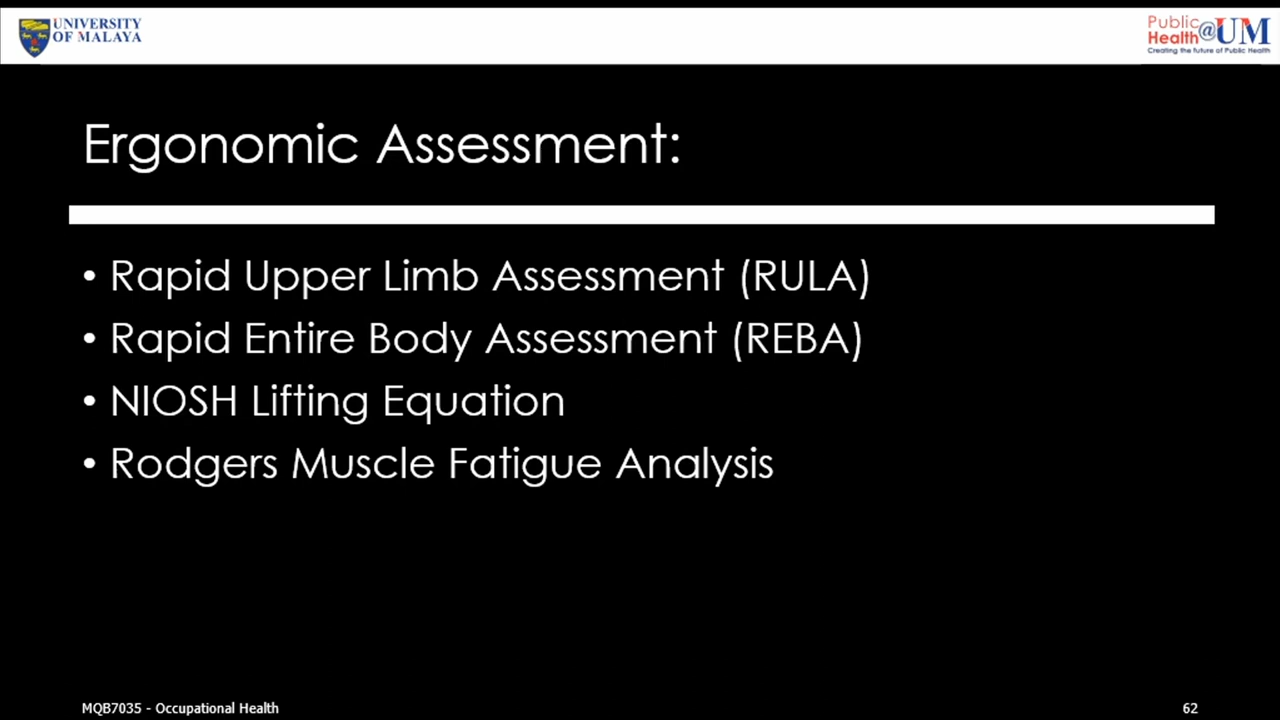 UNIVERSITY
OF MALAYA
Public
Health@UM
Creating the future of Public Health
Ergonomic Assessment:
• Rapid Upper Limb Assessment (RULA)
• Rapid Entire Body Assessment (REBA)
• NIOSH Lifting Equation
• Rodgers Muscle Fatigue Analysis
MQB7035 - Occupational Health
62